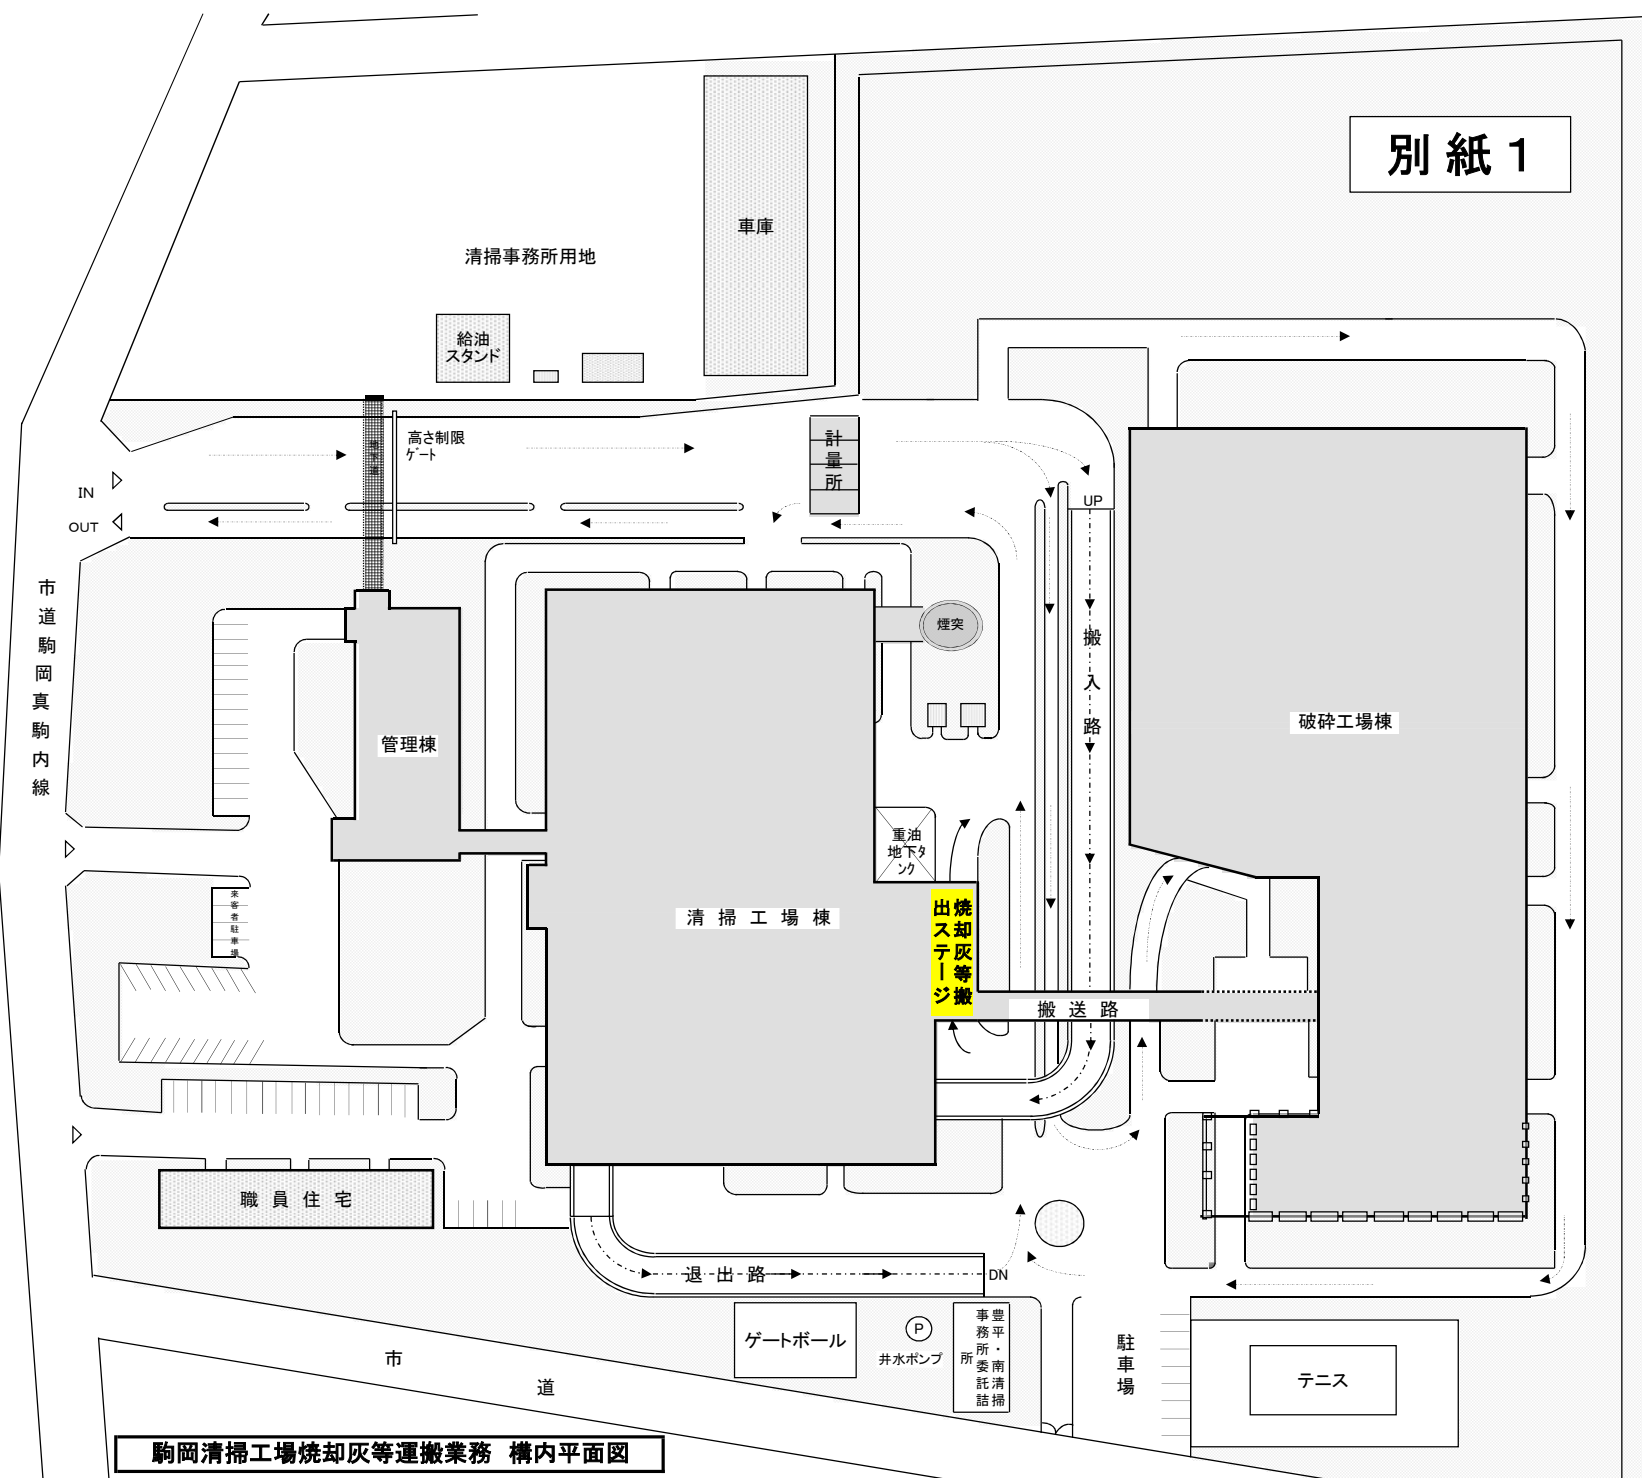 別紙1
車庫
清掃事務所用地
給油
スタンド
高さ制限
ゲート
地下道
計量所
IN
OUT
UP
市道駒岡真駒内線
煙突
搬入路
管理棟
破砕工場棟
重油
地下タ
ンク
清掃工場棟
焼却灰等搬
出ステージ
搬送路
来客者駐車場
職員住宅
退出路
DN
ゲートボール
P
井水ポンプ
豊平・南清掃
事務所委託詰
所
駐車場
テニス
市道
駒岡清掃工場焼却灰等運搬業務 構内平面図